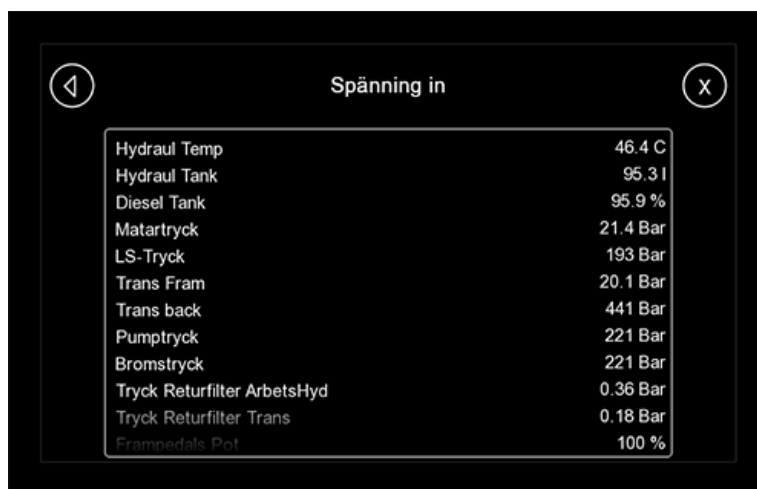 Spänning in
X
Hydraul Temp 46.4 C
Hydraul Tank 95.3 l
Diesel Tank 95.9 %
Matartryck 21.4 Bar
LS-Tryck 193 Bar
Trans Fram 20.1 Bar
Trans back 441 Bar
Pumptryck 221 Bar
Bromstryck 221 Bar
Tryck Returfilter ArbetsHyd 0.36 Bar
Tryck Returfilter Trans 0.18 Bar
Frampedals Pot 100 %